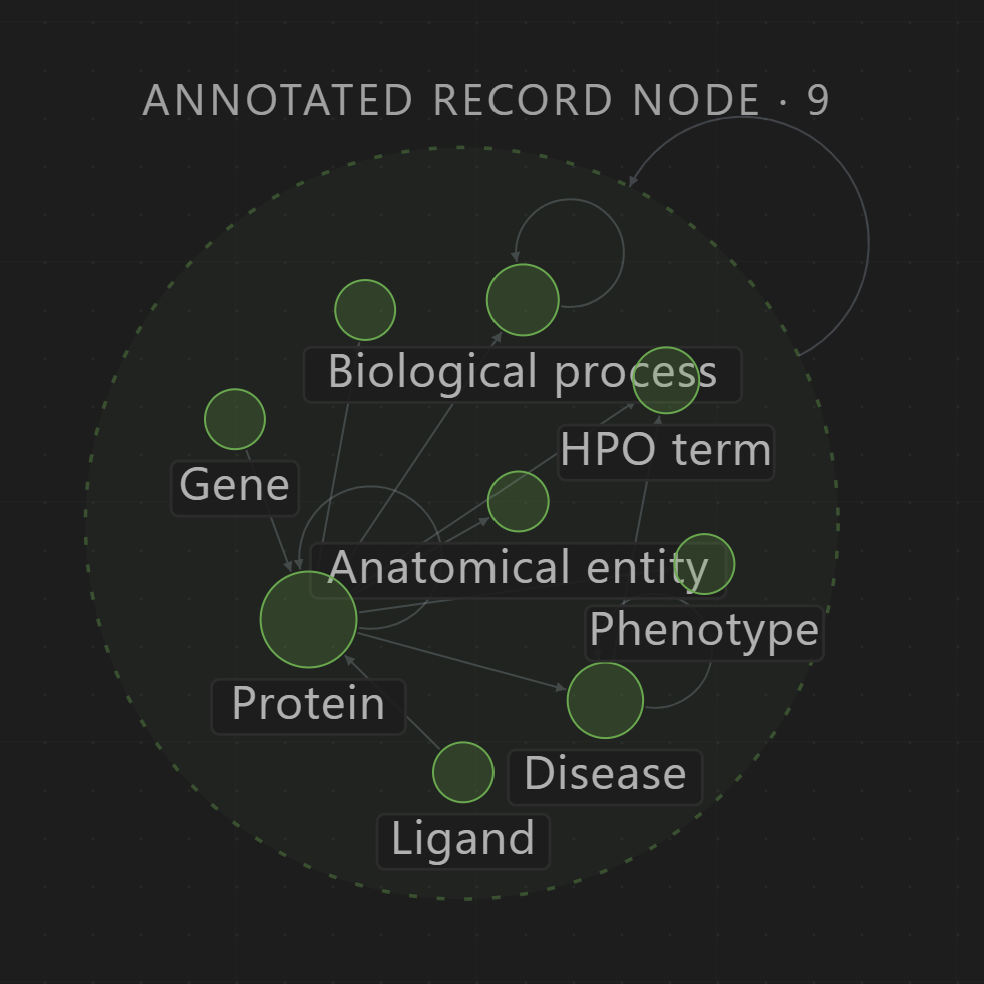 ANNOTATED RECORD NODE · 9
Biological process
HPO term
Gene
Anatomical entity
Phenotype
Protein
Disease
Ligand